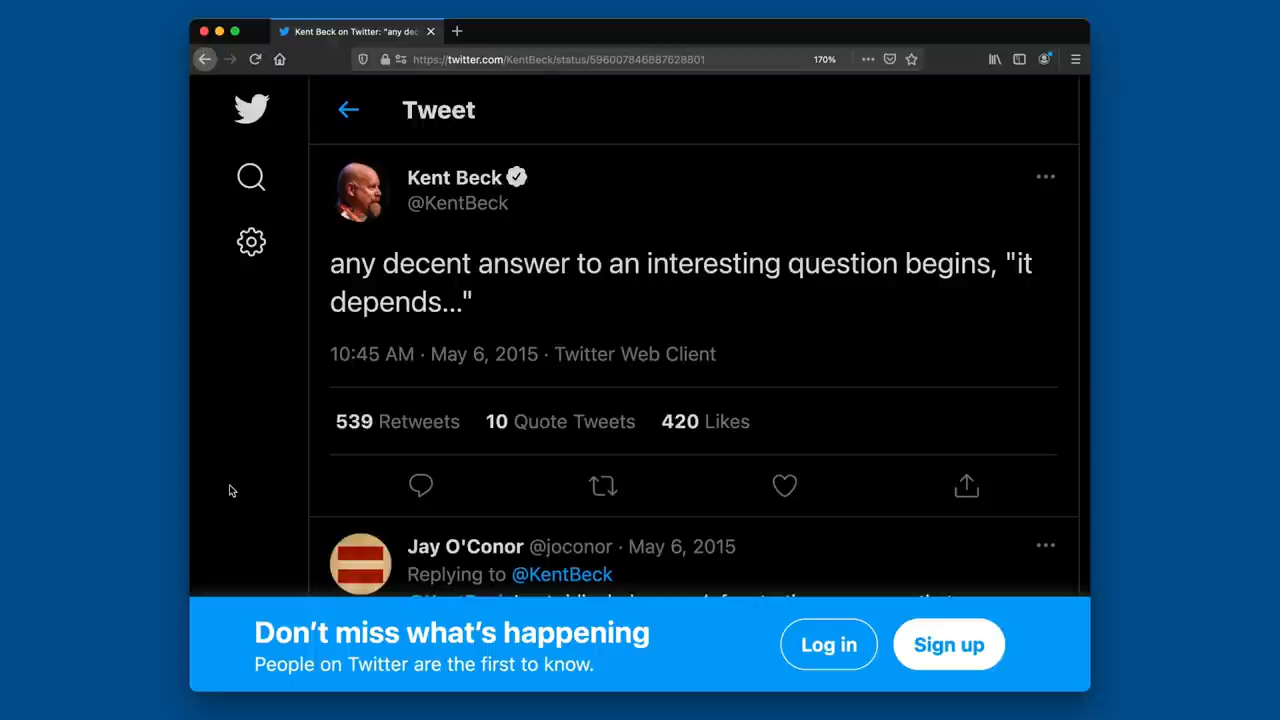 Kent Beck on Twitter: "any dec
https://twitter.com/KentBeck/status/596007846887628801
170%
Tweet
Kent Beck
@KentBeck
any decent answer to an interesting question begins, "it
depends..."
10:45 AM · May 6, 2015 · Twitter Web Client
539 Retweets 10 Quote Tweets 420 Likes
Jay O'Conor @joconor · May 6, 2015
Replying to @KentBeck
Don't miss what's happening
People on Twitter are the first to know.
Log in
Sign up